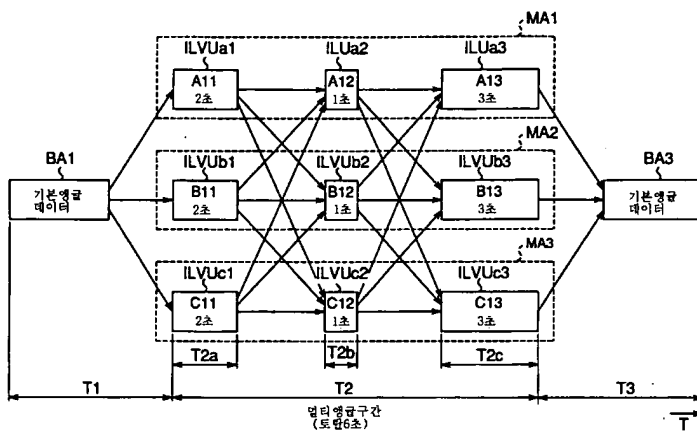 MA1
ILVUa1
ILUa2
ILUa3
A11
2초
A12
1초
A13
3초
MA2
BA1
ILVUb1
ILVUb2
ILVUb3
BA3
기본앵글
데이터
B11
2초
B12
1초
B13
3초
기본앵글
데이터
MA3
ILVUc1
ILVUc2
ILVUc3
C11
2초
C12
1초
C13
3초
T2a
T2b
T2c
T1
T2
T3
멀티앵글구간
(토탈6초)
T